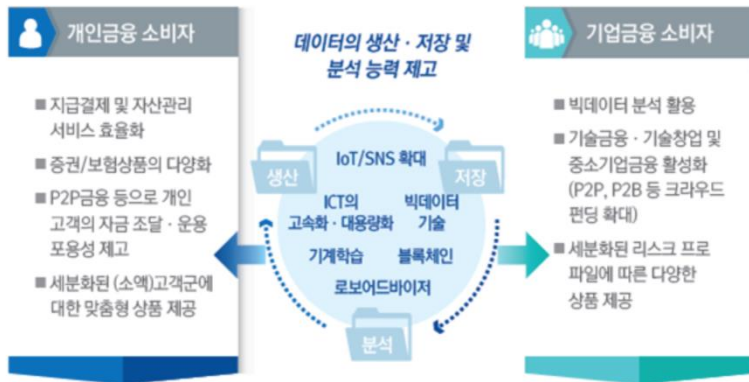 개인금융 소비자
■ 지급결제 및 자산관리
서비스 효율화
■ 증권/보험상품의 다양화
■ P2P금융 등으로 개인
고객의 자금 조달 · 운용
포용성 제고
■ 세분화된 (소액)고객군에
대한 맞춤형 상품 제공
데이터의 생산 · 저장 및
분석 능력 제고
생산
IoT/SNS 확대
저장
ICT의
고속화 · 대용량화
빅데이터
기술
기계학습
블록체인
로보어드바이저
분석
기업금융 소비자
■ 빅데이터 분석 활용
■ 기술금융 · 기술창업 및
중소기업금융 활성화
(P2P, P2B 등 크라우드
펀딩 확대)
■ 세분화된 리스크 프로
파일에 따른 다양한
상품 제공